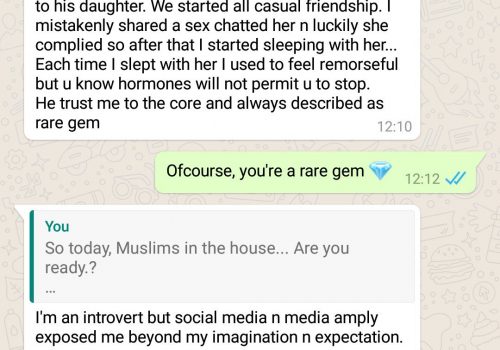 to his daughter. We started all casual friendship. I
mistakenly shared a sex chatted her n luckily she
complied so after that I started sleeping with her...
Each time I slept with her I used to feel remorseful
but u know hormones will not permit u to stop.
He trust me to the core and always described as
rare gem
12:10
Ofcourse, you're a rare gem 💎
12:12
You
So today, Muslims in the house... Are you
ready.?
...
I'm an introvert but social media n media amply
exposed me beyond my imagination n expectation.